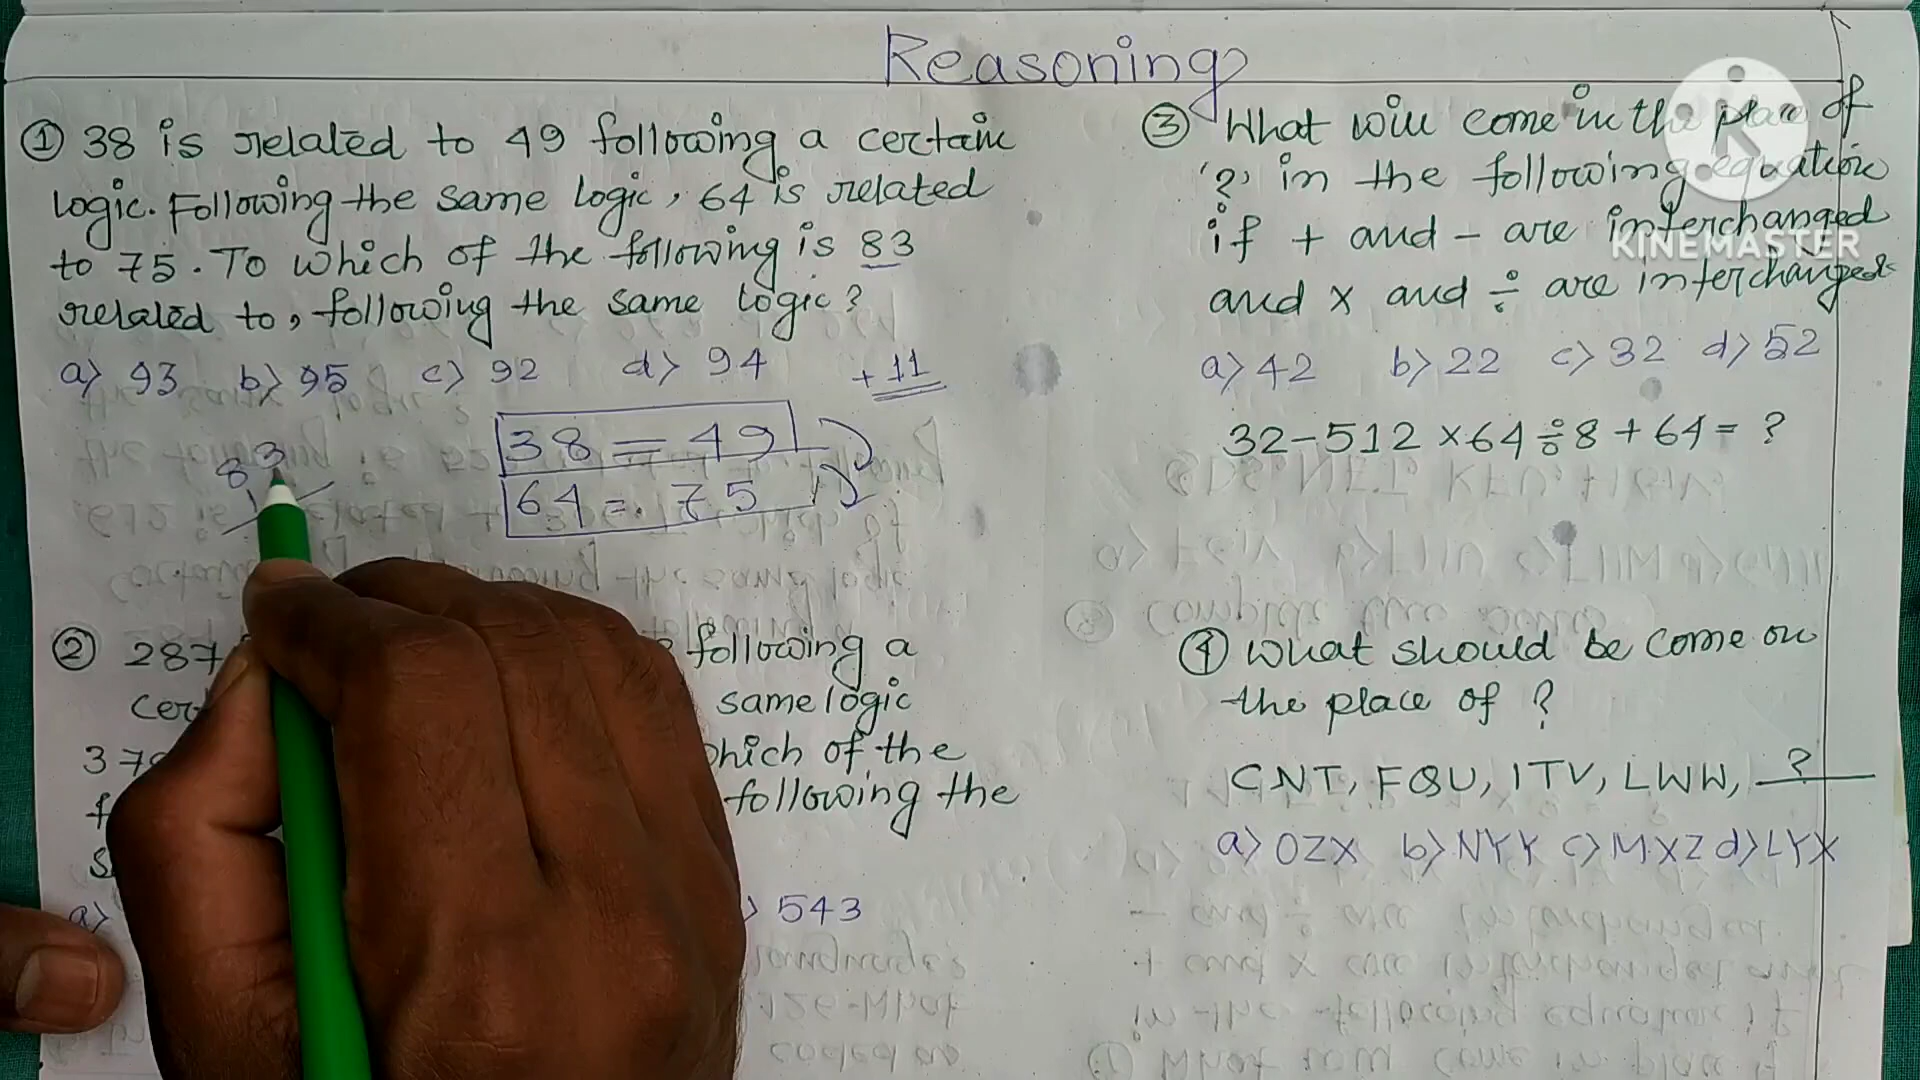 Reasoning
① 38 is related to 49 following a certain
logic. Following the same logic, 64 is related
to 75. To which of the following is 83
related to, following the same logic?
a) 93 b) 95 c) 92 d) 94 + 11
38 = 49
64 = 75
83
② 287 following a
same logic
which of the
following the
a) 543
③ What will come in the place of
'?' in the following equation
if + and - are interchanged
and × and ÷ are interchanged
a) 42 b) 22 c) 32 d) 52
32 - 512 × 64 ÷ 8 + 64 = ?
④ What should be come on
the place of ?
CNT, FQU, ITV, LWW, ?
a) OZX b) NYY c) MXZ d) LYX
KINEMASTER